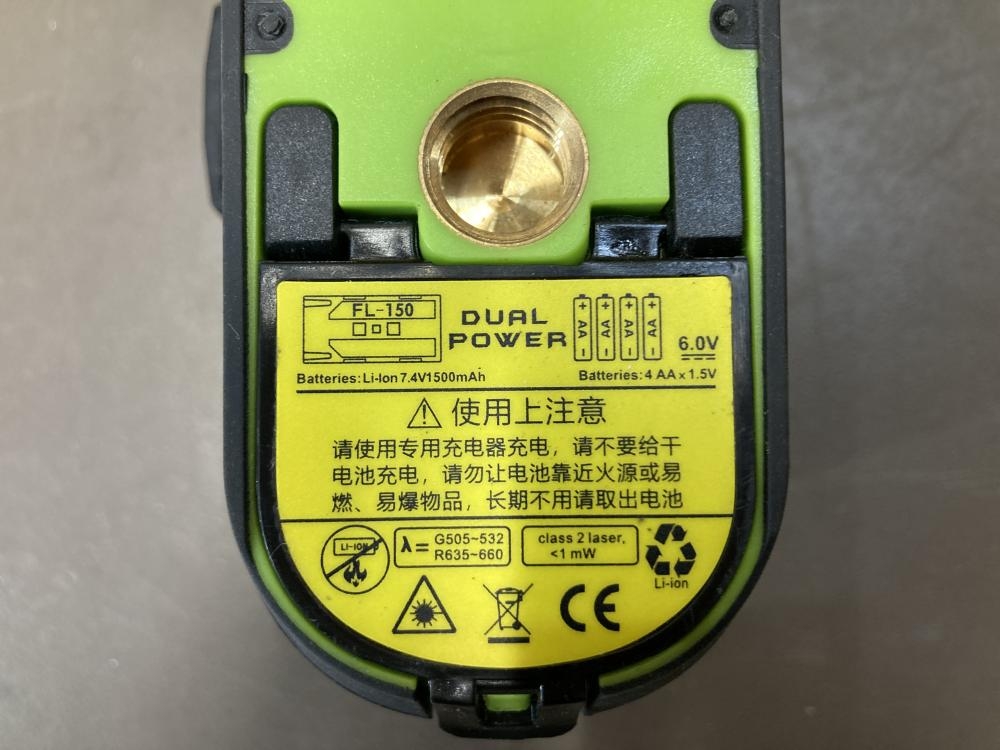 FL-150
DUAL
POWER
+ AA − + AA − + AA − + AA −
6.0V
Batteries:Li-Ion 7.4V1500mAh
Batteries: 4 AA x 1.5V
使用上注意
请使用专用充电器充电，请不要给干
电池充电，请勿让电池靠近火源或易
燃、易爆物品，长期不用请取出电池
LI-ION
λ= G505~532
R635~660
class 2 laser,
<1 mW
Li-ion
CE